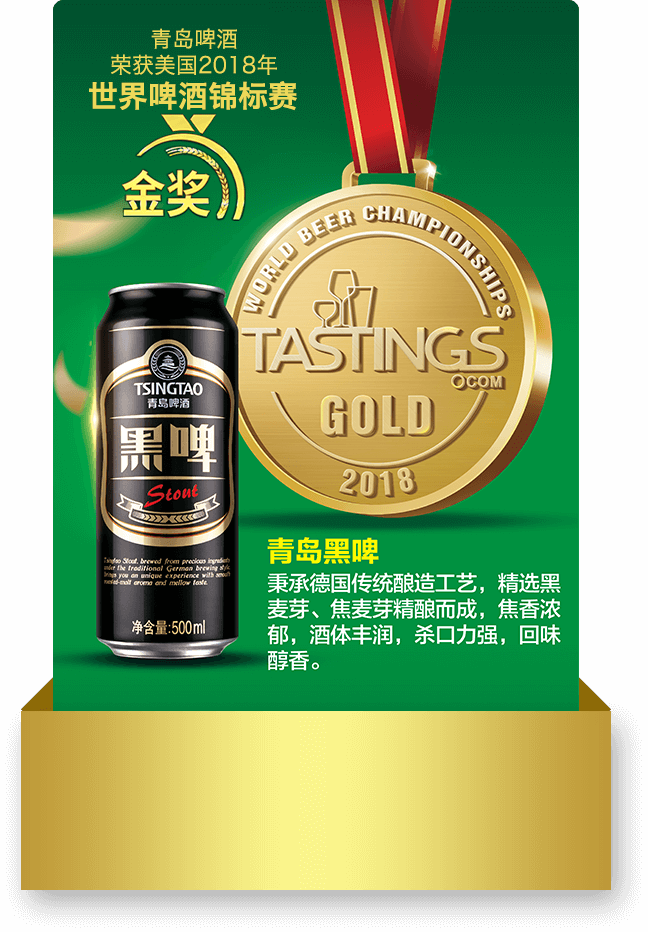 青岛啤酒
荣获美国2018年
世界啤酒锦标赛
金奖
WORLD BEER CHAMPIONSHIPS
TASTINGS
.COM
GOLD
2018
TSINGTAO
青岛啤酒
黑啤
Stout
Tsingtao Stout, brewed from precious ingredients
under the traditional German brewing style,
brings you an unique experience with smooth
roasted-malt aroma and mellow taste.
净含量:500ml
青岛黑啤
秉承德国传统酿造工艺，精选黑
麦芽、焦麦芽精酿而成，焦香浓
郁，酒体丰润，杀口力强，回味
醇香。